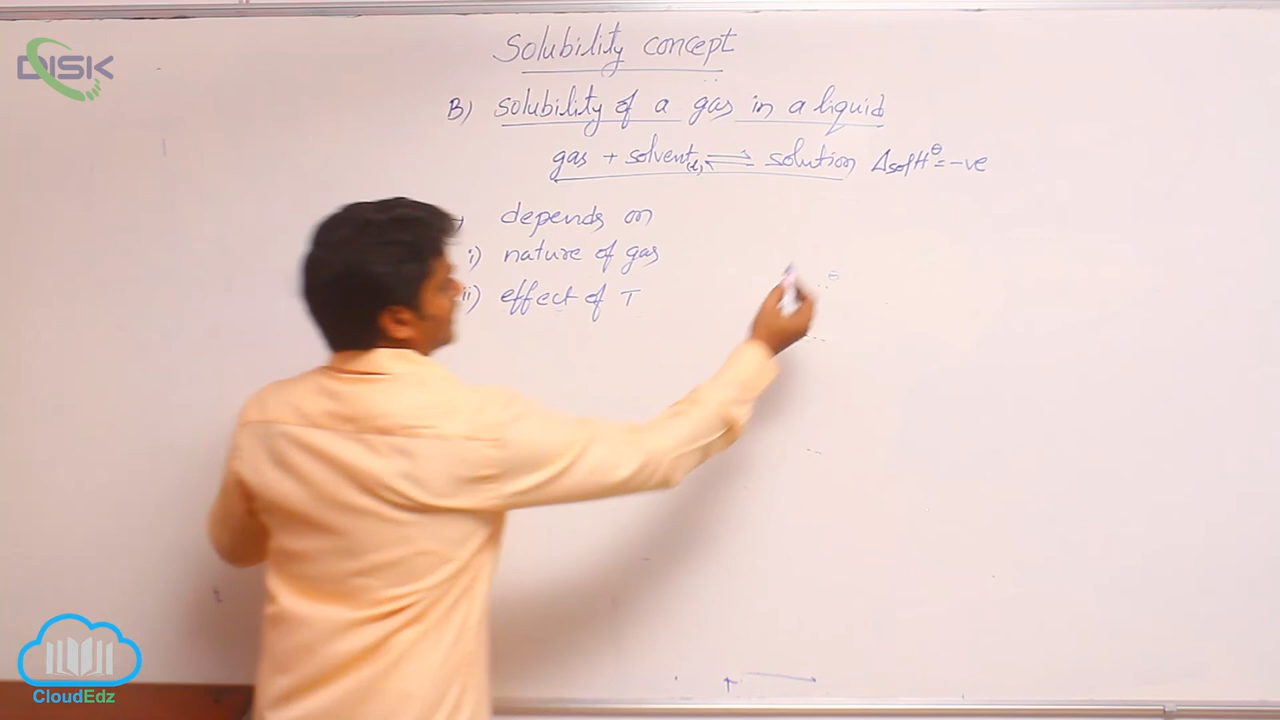 DISK
Solubility concept
B) solubility of a gas in a liquid
gas + solvent(l) ⇌ solution ΔsolH⊖ = -ve
depends on
i) nature of gas
ii) effect of T
CloudEdz